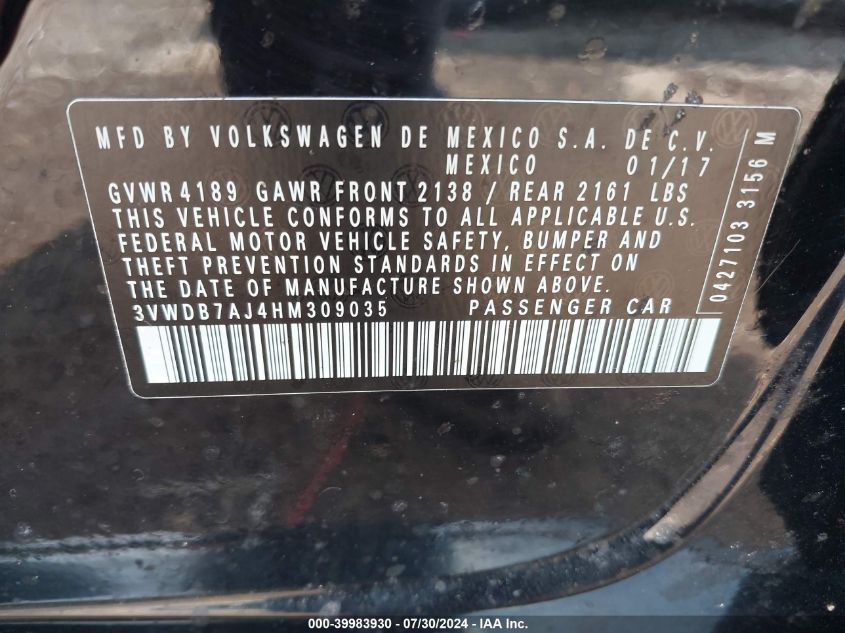 MFD BY VOLKSWAGEN DE MEXICO S.A. DE C.V.
MEXICO 01/17
GVWR 4189 GAWR FRONT 2138 / REAR 2161 LBS
THIS VEHICLE CONFORMS TO ALL APPLICABLE U.S.
FEDERAL MOTOR VEHICLE SAFETY, BUMPER AND
THEFT PREVENTION STANDARDS IN EFFECT ON
THE DATE OF MANUFACTURE SHOWN ABOVE.
3VWDB7AJ4HM309035 PASSENGER CAR
0427103 3156 M
000-39983930 - 07/30/2024 - IAA Inc.